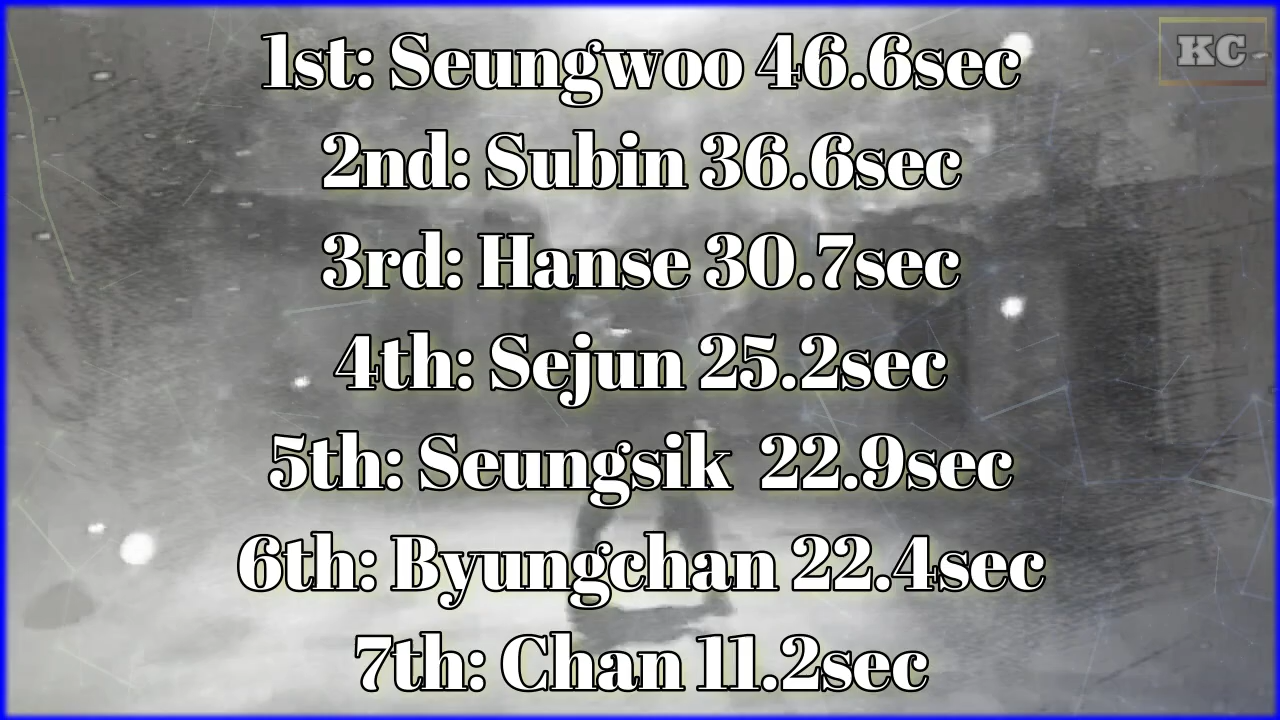 1st: Seungwoo 46.6sec
KC
2nd: Subin 36.6sec
3rd: Hanse 30.7sec
4th: Sejun 25.2sec
5th: Seungsik 22.9sec
6th: Byungchan 22.4sec
7th: Chan 11.2sec